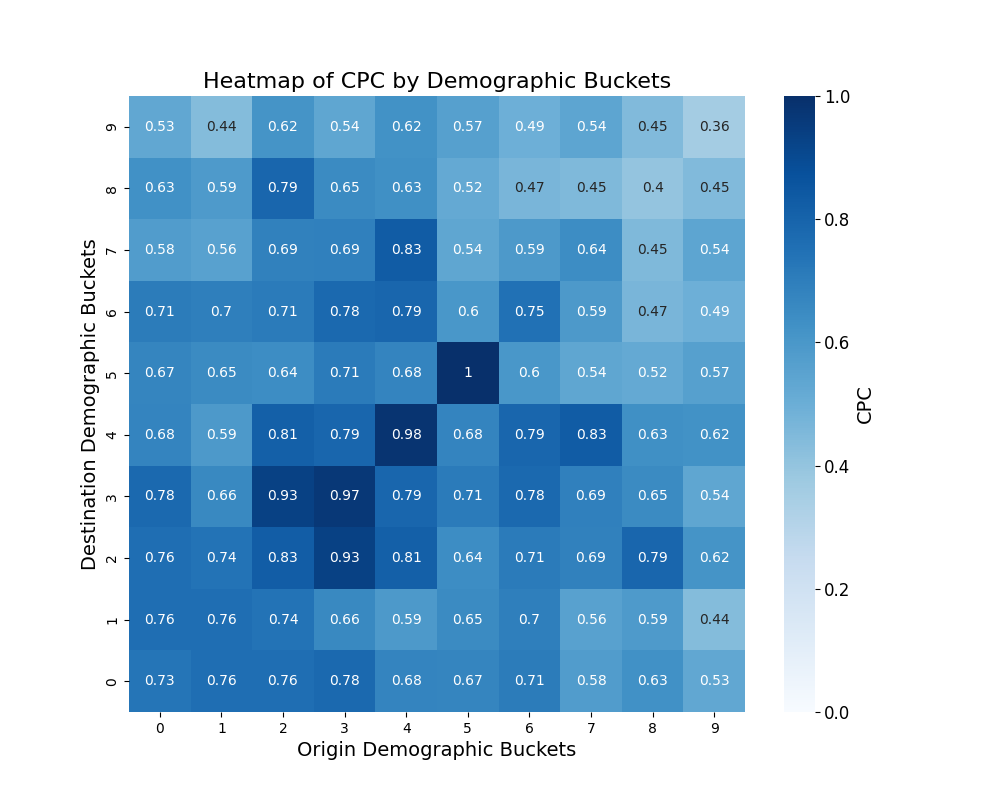 Heatmap of CPC by Demographic Buckets
9 0.53 0.44 0.62 0.54 0.62 0.57 0.49 0.54 0.45 0.36
8 0.63 0.59 0.79 0.65 0.63 0.52 0.47 0.45 0.4 0.45
7 0.58 0.56 0.69 0.69 0.83 0.54 0.59 0.64 0.45 0.54
6 0.71 0.7 0.71 0.78 0.79 0.6 0.75 0.59 0.47 0.49
5 0.67 0.65 0.64 0.71 0.68 1 0.6 0.54 0.52 0.57
4 0.68 0.59 0.81 0.79 0.98 0.68 0.79 0.83 0.63 0.62
3 0.78 0.66 0.93 0.97 0.79 0.71 0.78 0.69 0.65 0.54
2 0.76 0.74 0.83 0.93 0.81 0.64 0.71 0.69 0.79 0.62
1 0.76 0.76 0.74 0.66 0.59 0.65 0.7 0.56 0.59 0.44
0 0.73 0.76 0.76 0.78 0.68 0.67 0.71 0.58 0.63 0.53
0 1 2 3 4 5 6 7 8 9
Origin Demographic Buckets
Destination Demographic Buckets
1.0
0.8
0.6
0.4
0.2
0.0
CPC